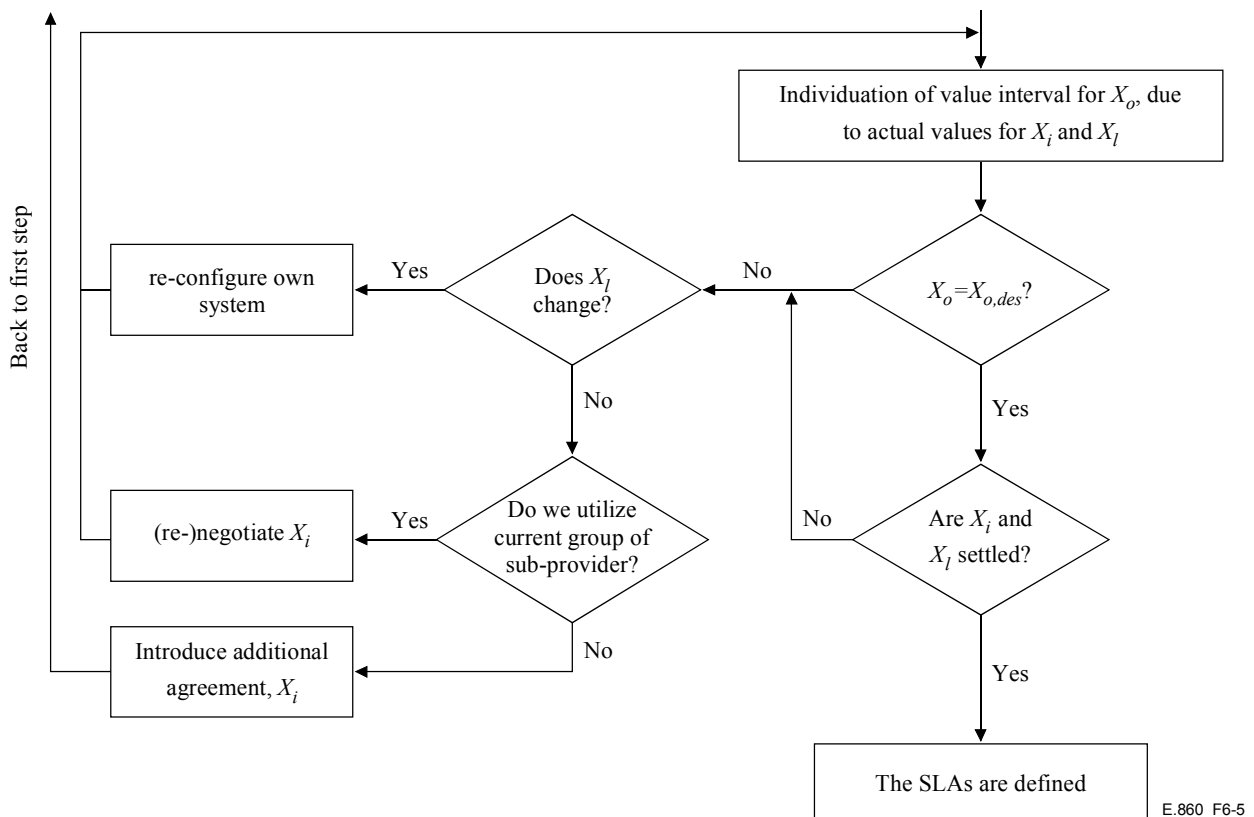 Individuation of value interval for Xo, due
to actual values for Xi and Xl
Back to first step
re-configure own
system
Yes
Does Xl
change?
No
Xo=Xo,des?
No
Yes
(re-)negotiate Xi
Yes
Do we utilize
current group of
sub-provider?
No
Are Xi and
Xl settled?
Introduce additional
agreement, Xi
No
Yes
The SLAs are defined
E.860_F6-5